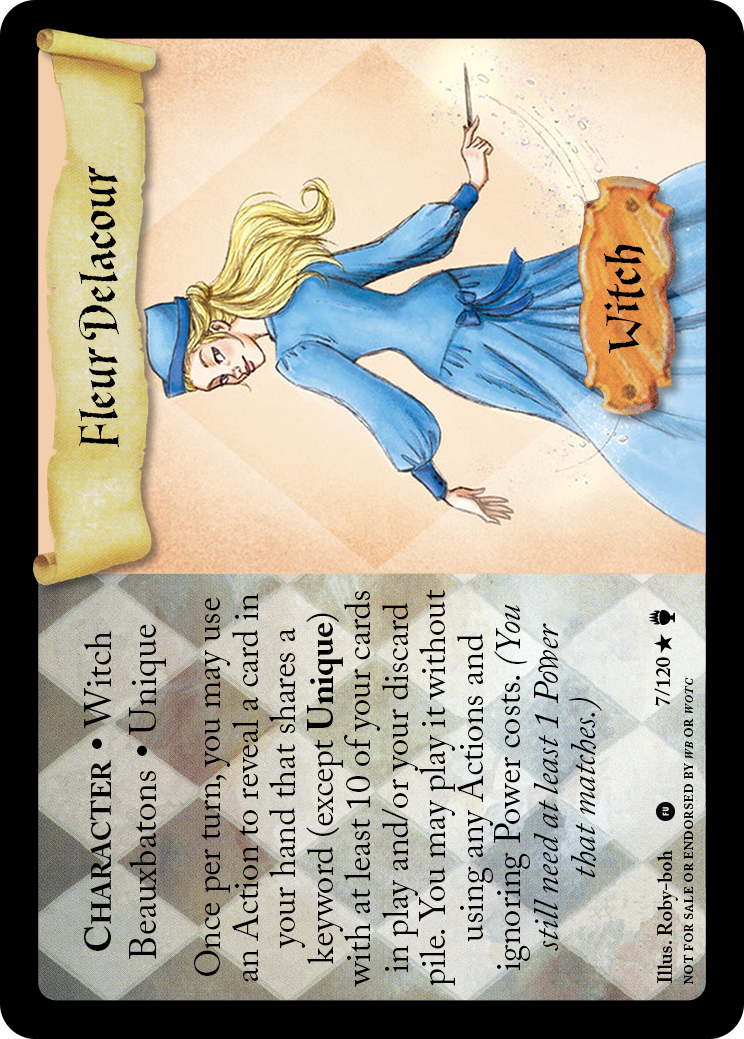 Fleur Delacour
Witch
CHARACTER • Witch
Beauxbatons • Unique
Once per turn, you may use
an Action to reveal a card in
your hand that shares a
keyword (except Unique)
with at least 10 of your cards
in play and/or your discard
pile. You may play it without
using any Actions and
ignoring Power costs. (You
still need at least 1 Power
that matches.)
Illus. Roby-boh FU 7/120 ★
NOT FOR SALE OR ENDORSED BY WB OR WOTC